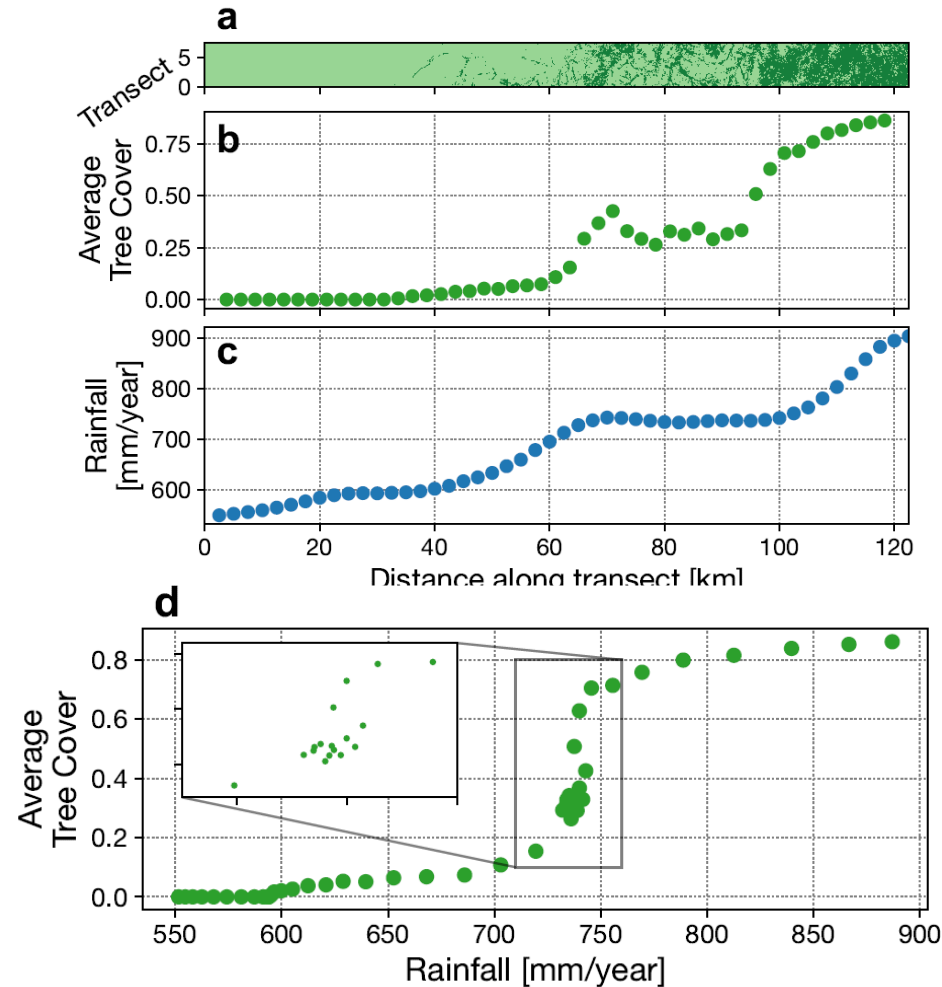 a
Transect
5
0
b
Average
Tree Cover
0.75
0.50
0.25
0.00
c
Rainfall
[mm/year]
900
800
700
600
0 20 40 60 80 100 120
Distance along transect [km]
d
Average
Tree Cover
0.8
0.6
0.4
0.2
0.0
550 600 650 700 750 800 850 900
Rainfall [mm/year]